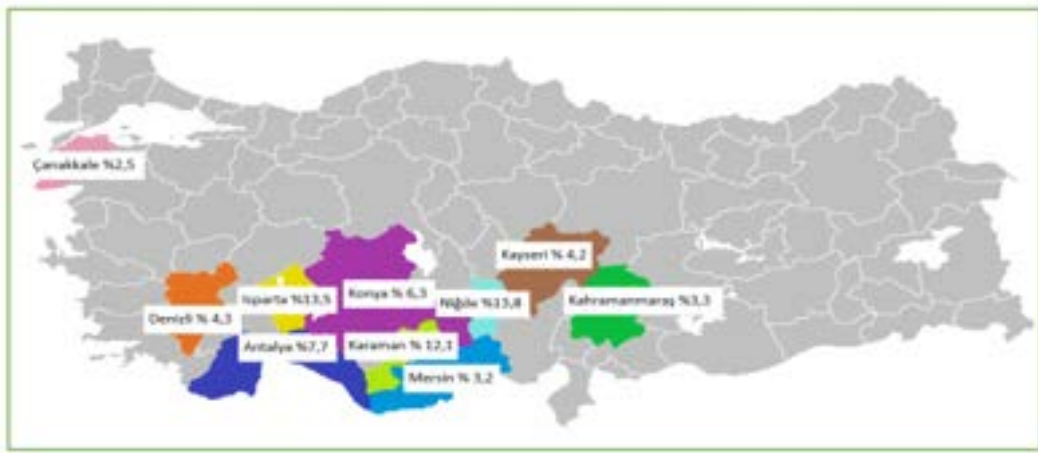 Çanakkale %2,5
Kayseri % 4,2
Isparta %13,5
Konya % 6,3
Niğde %13,8
Kahramanmaraş %3,3
Denizli % 4,3
Antalya %7,7
Karaman % 12,1
Mersin % 3,2